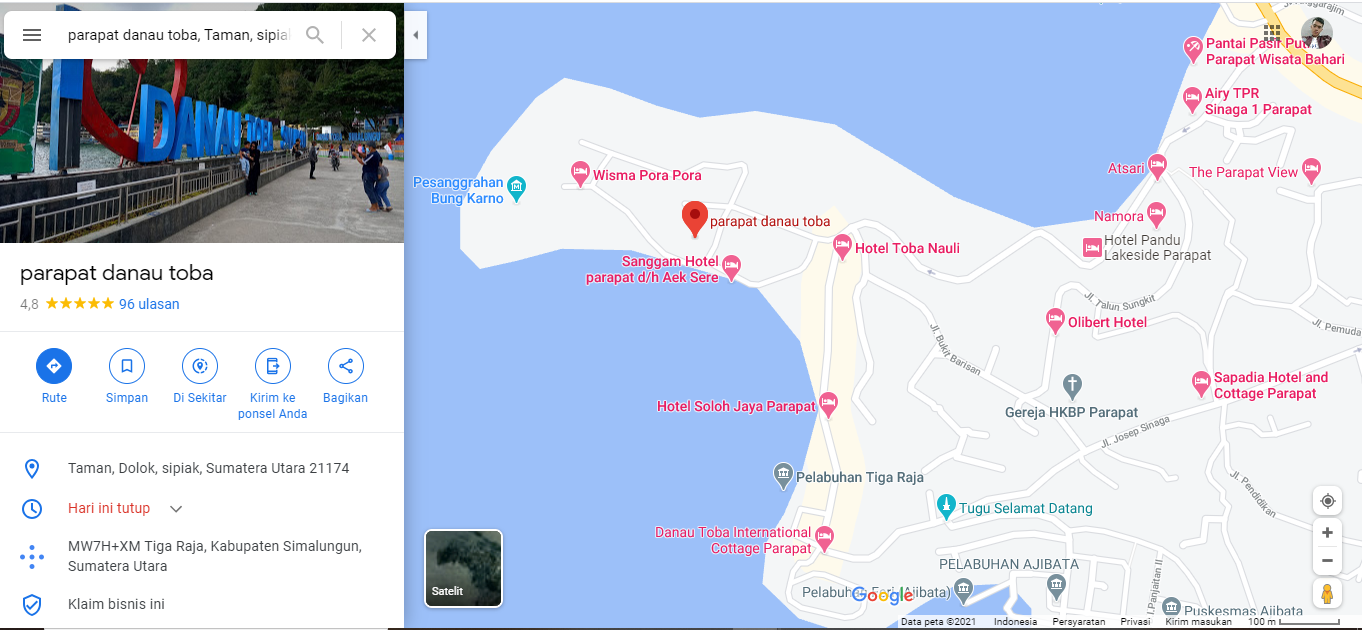 parapat danau toba, Taman, sipial
DANAU TOBA
parapat danau toba
4,8
96 ulasan
Rute
Simpan
Di Sekitar
Kirim ke
ponsel Anda
Bagikan
Taman, Dolok, sipiak, Sumatera Utara 21174
Hari ini tutup
MW7H+XM Tiga Raja, Kabupaten Simalungun,
Sumatera Utara
Klaim bisnis ini
Pantai Pasir Put
Parapat Wisata Bahari
Airy TPR
Sinaga 1 Parapat
Atsari
The Parapat View
Wisma Pora Pora
Pesanggrahan
Bung Karno
parapat danau toba
Namora
Hotel Pandu
Lakeside Parapat
Hotel Toba Nauli
Sanggam Hotel
parapat d/h Aek Sere
Jl. Talun Sungkit
Olibert Hotel
Jl. Pemuda
Jl. Bukit Barisan
Sapadia Hotel and
Cottage Parapat
Hotel Soloh Jaya Parapat
Gereja HKBP Parapat
Jl. Josep Sinaga
Pelabuhan Tiga Raja
Jl. Pendidikan
Tugu Selamat Datang
Danau Toba International
Cottage Parapat
PELABUHAN AJIBATA
Jl.Panjaitan II
Pelabuhan Feri (Ajibata)
Puskesmas Ajibata
Satelit
Google
Data peta ©2021
Indonesia
Persyaratan
Privasi
Kirim masukan
100 m